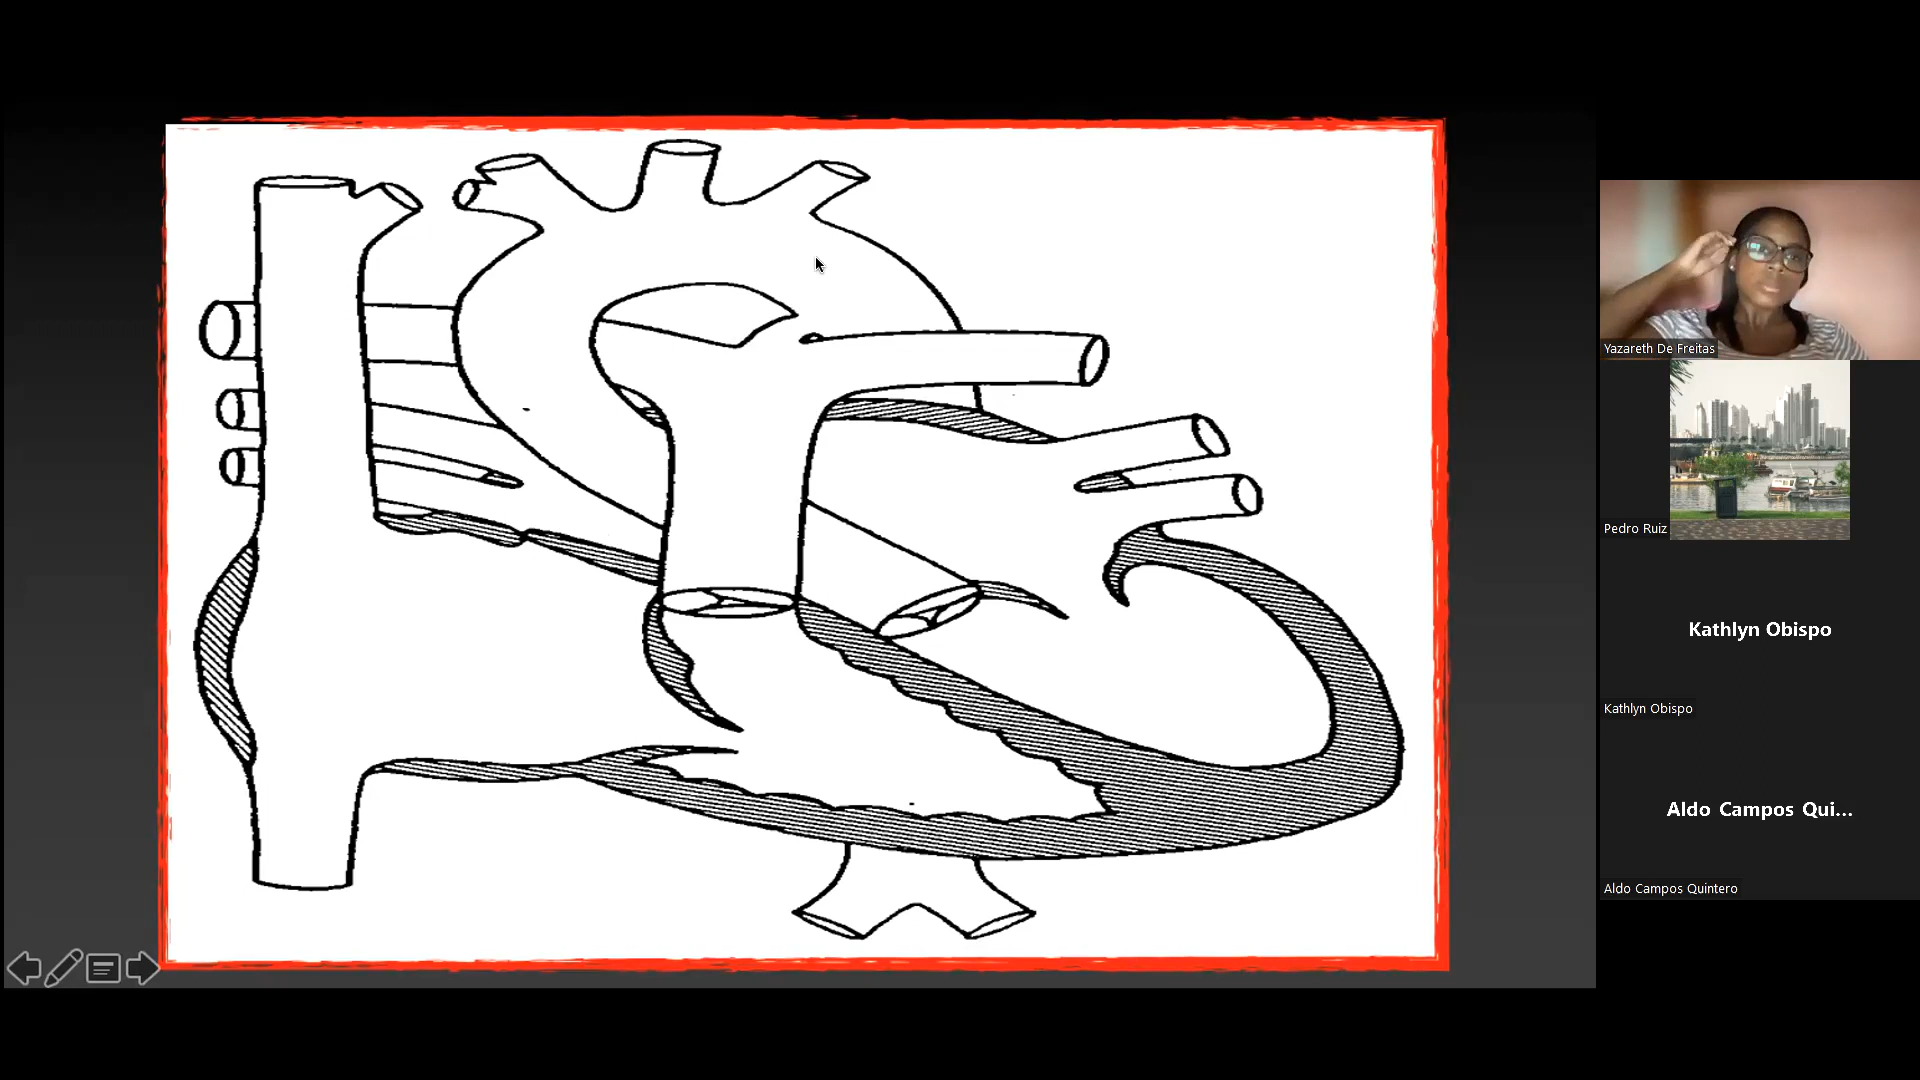 Yazareth De Freitas
Pedro Ruiz
Kathlyn Obispo
Kathlyn Obispo
Aldo Campos Qui...
Aldo Campos Quintero